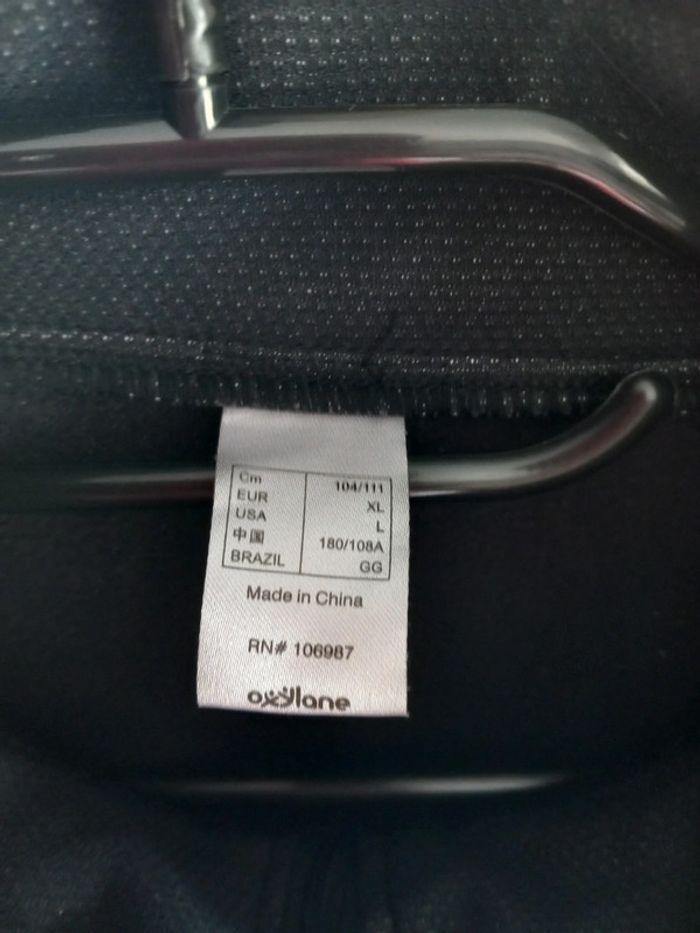 Cm 104/111
EUR XL
USA L
中国 180/108A
BRAZIL GG
Made in China
RN# 106987
oxylane